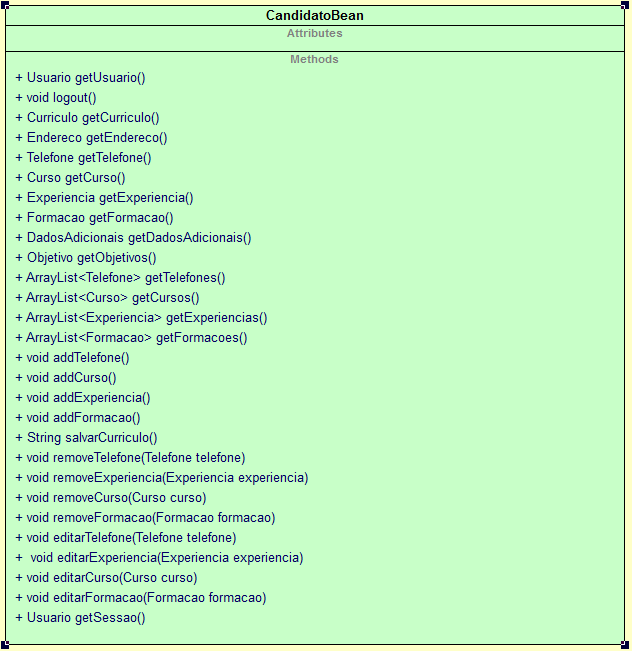 CandidatoBean
Attributes
Methods
+ Usuario getUsuario()
+ void logout()
+ Curriculo getCurriculo()
+ Endereco getEndereco()
+ Telefone getTelefone()
+ Curso getCurso()
+ Experiencia getExperiencia()
+ Formacao getFormacao()
+ DadosAdicionais getDadosAdicionais()
+ Objetivo getObjetivos()
+ ArrayList<Telefone> getTelefones()
+ ArrayList<Curso> getCursos()
+ ArrayList<Experiencia> getExperiencias()
+ ArrayList<Formacao> getFormacoes()
+ void addTelefone()
+ void addCurso()
+ void addExperiencia()
+ void addFormacao()
+ String salvarCurriculo()
+ void removeTelefone(Telefone telefone)
+ void removeExperiencia(Experiencia experiencia)
+ void removeCurso(Curso curso)
+ void removeFormacao(Formacao formacao)
+ void editarTelefone(Telefone telefone)
+  void editarExperiencia(Experiencia experiencia)
+ void editarCurso(Curso curso)
+ void editarFormacao(Formacao formacao)
+ Usuario getSessao()